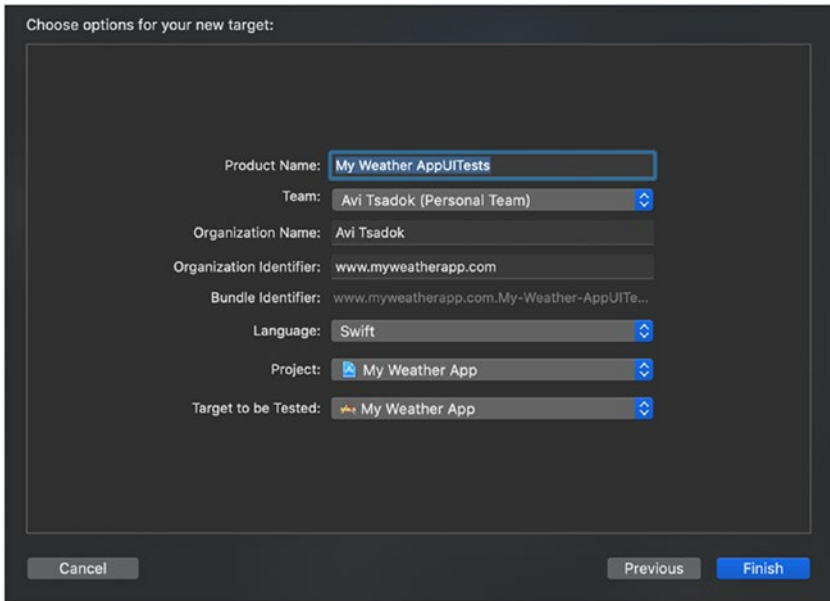 Choose options for your new target:
Product Name: My Weather AppUITests
Team: Avi Tsadok (Personal Team)
Organization Name: Avi Tsadok
Organization Identifier: www.myweatherapp.com
Bundle Identifier: www.myweatherapp.com.My-Weather-AppUITe...
Language: Swift
Project: My Weather App
Target to be Tested: My Weather App
Cancel Previous Finish